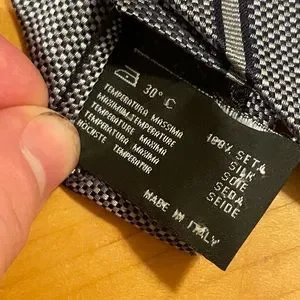 30° C
TEMPERATURA MASSIMA
MAXIMUM TEMPERATURE
TEMPERATURE MAXIMA
TEMPERATURA MAXIMA
HÖCHSTE TEMPERATUR
100% SETA
SILK
SOIE
SEDA
SEIDE
MADE IN ITALY